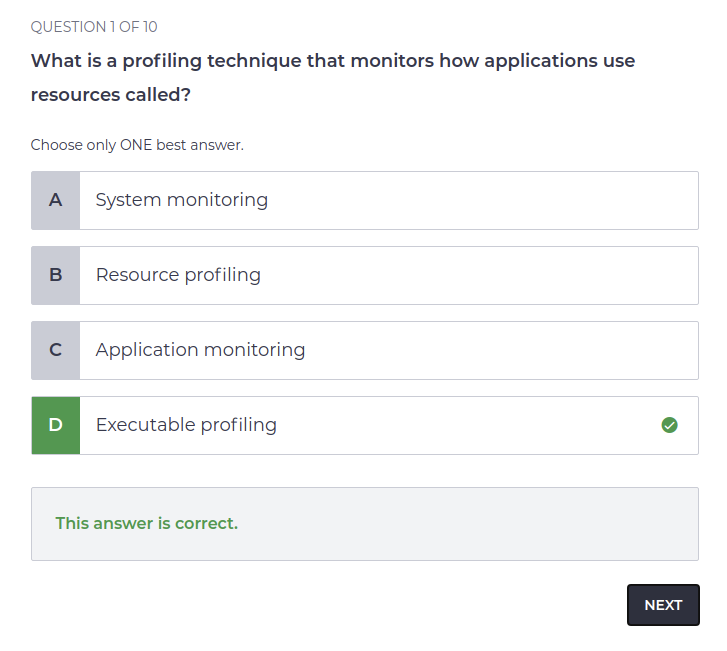 QUESTION 1 OF 10
What is a profiling technique that monitors how applications use
resources called?
Choose only ONE best answer.
A System monitoring
B Resource profiling
C Application monitoring
D Executable profiling
This answer is correct.
NEXT